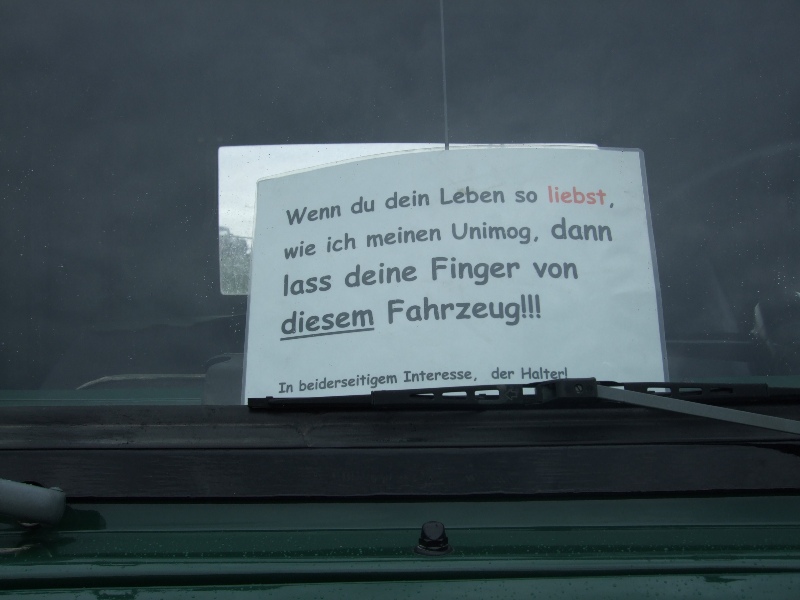 Wenn du dein Leben so liebst,
wie ich meinen Unimog, dann
lass deine Finger von
diesem Fahrzeug!!!
In beiderseitigem Interesse, der Halter!